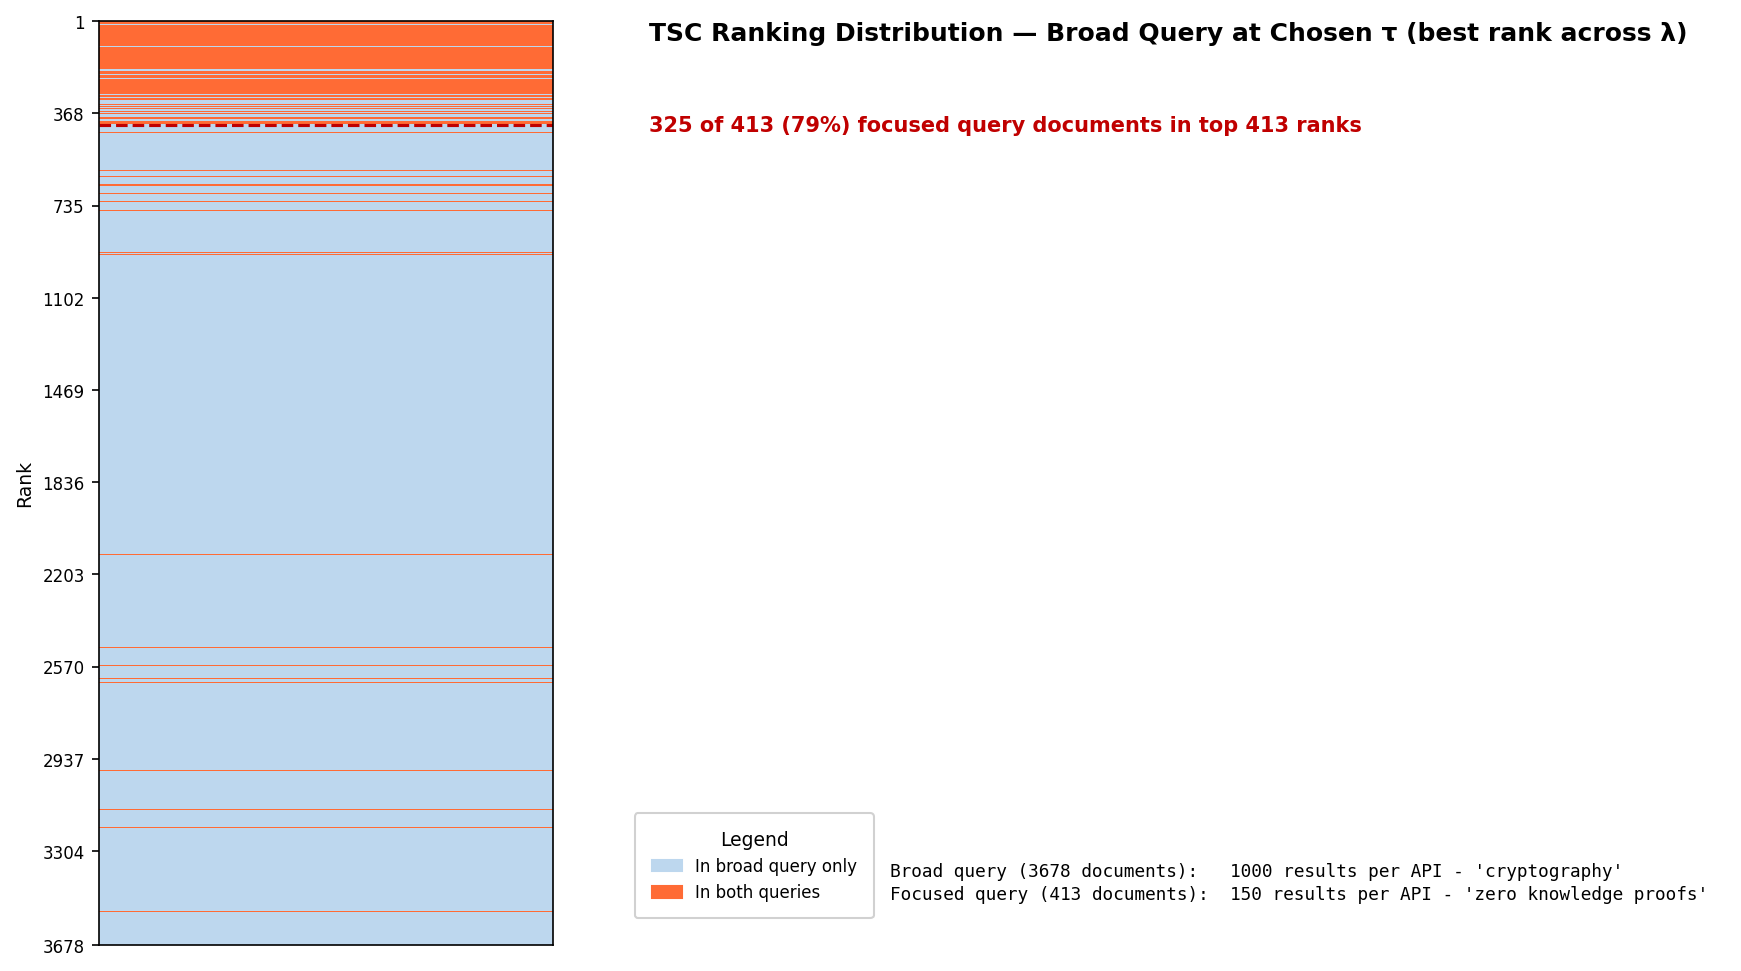 TSC Ranking Distribution — Broad Query at Chosen τ (best rank across λ)
325 of 413 (79%) focused query documents in top 413 ranks
Rank
1
368
735
1102
1469
1836
2203
2570
2937
3304
3678
Legend
In broad query only
In both queries
Broad query (3678 documents): 1000 results per API - 'cryptography'
Focused query (413 documents): 150 results per API - 'zero knowledge proofs'